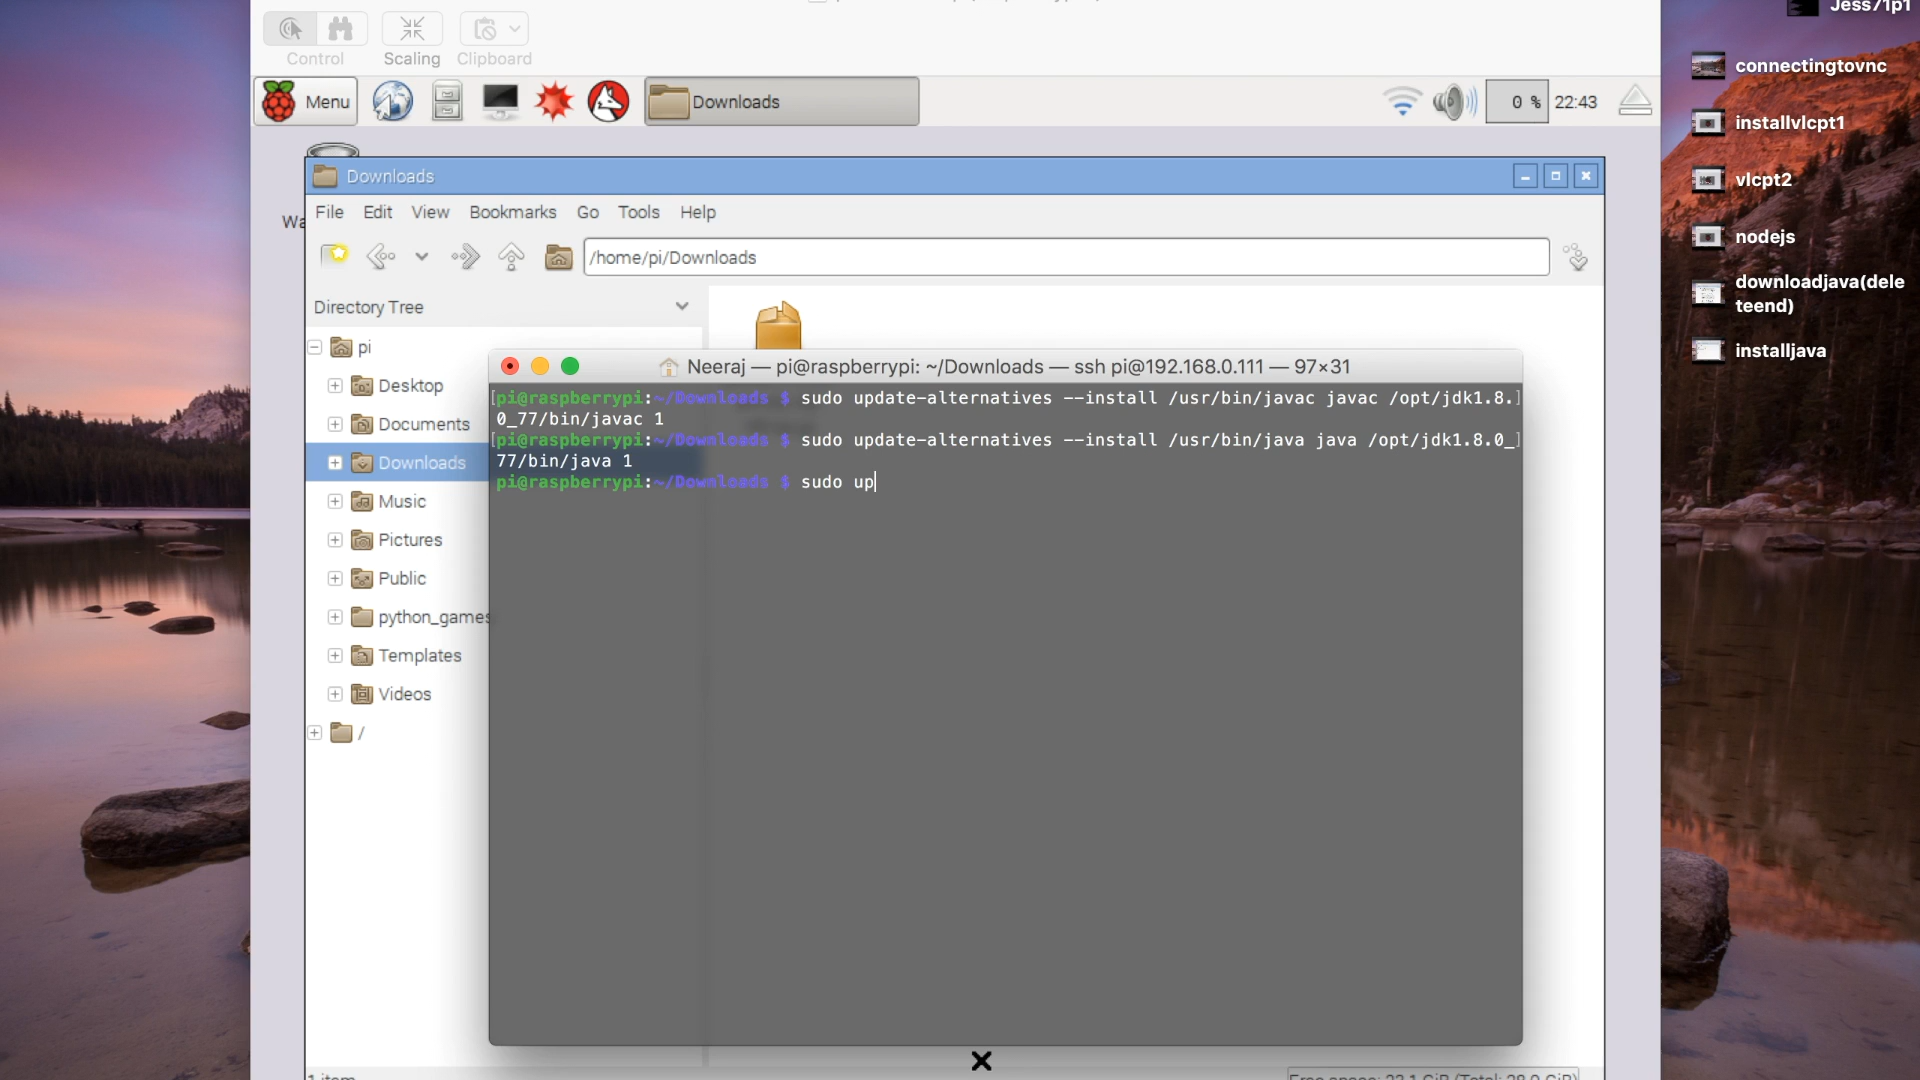 Jess71p1
Control
Scaling
Clipboard
Menu
Downloads
0 %
22:43
connectingtovnc
installvlcpt1
vlcpt2
nodejs
downloadjava(dele
teend)
installjava
Downloads
File Edit View Bookmarks Go Tools Help
/home/pi/Downloads
Directory Tree
pi
Desktop
Documents
Downloads
Music
Pictures
Public
python_games
Templates
Videos
/
Neeraj — pi@raspberrypi: ~/Downloads — ssh pi@192.168.0.111 — 97×31
[pi@raspberrypi:~/Downloads $ sudo update-alternatives --install /usr/bin/javac javac /opt/jdk1.8.]
0_77/bin/javac 1
[pi@raspberrypi:~/Downloads $ sudo update-alternatives --install /usr/bin/java java /opt/jdk1.8.0_]
77/bin/java 1
pi@raspberrypi:~/Downloads $ sudo up
1 item